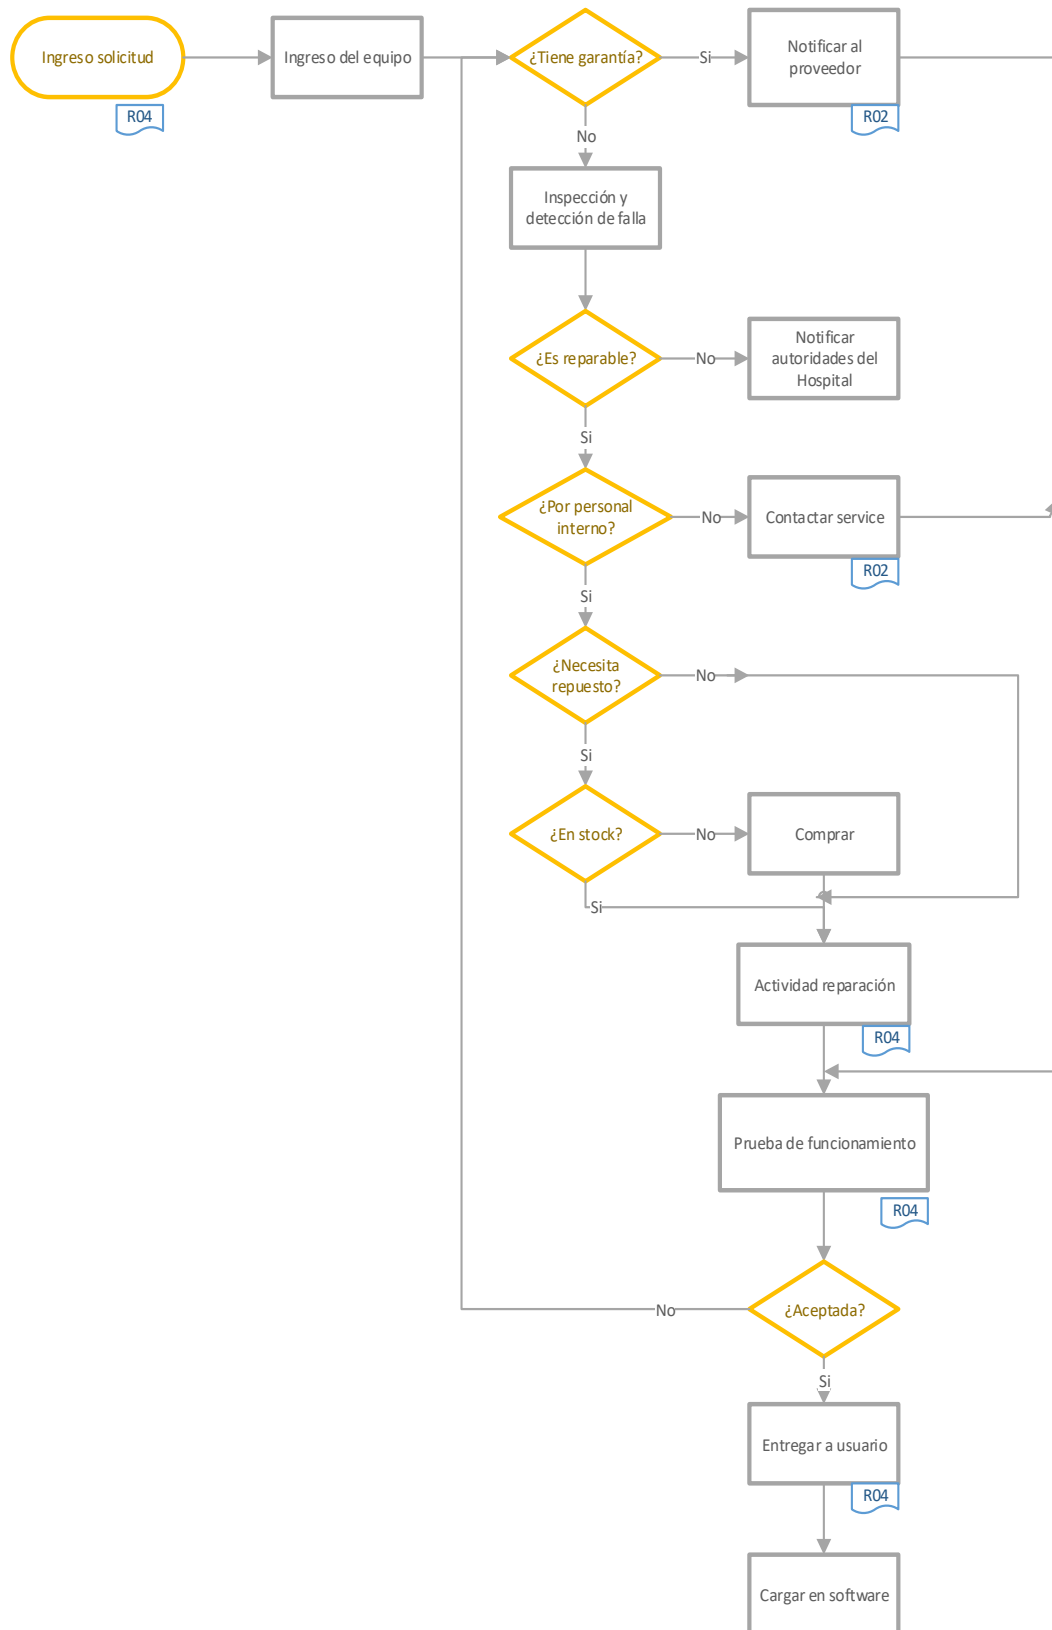 Ingreso solicitud
R04
Ingreso del equipo
¿Tiene garantía?
Si
Notificar al
proveedor
R02
No
Inspección y
detección de falla
¿Es reparable?
No
Notificar
autoridades del
Hospital
Si
¿Por personal
interno?
No
Contactar service
R02
Si
¿Necesita
repuesto?
No
Si
¿En stock?
No
Comprar
Si
Actividad reparación
R04
Prueba de funcionamiento
R04
¿Aceptada?
No
Si
Entregar a usuario
R04
Cargar en software